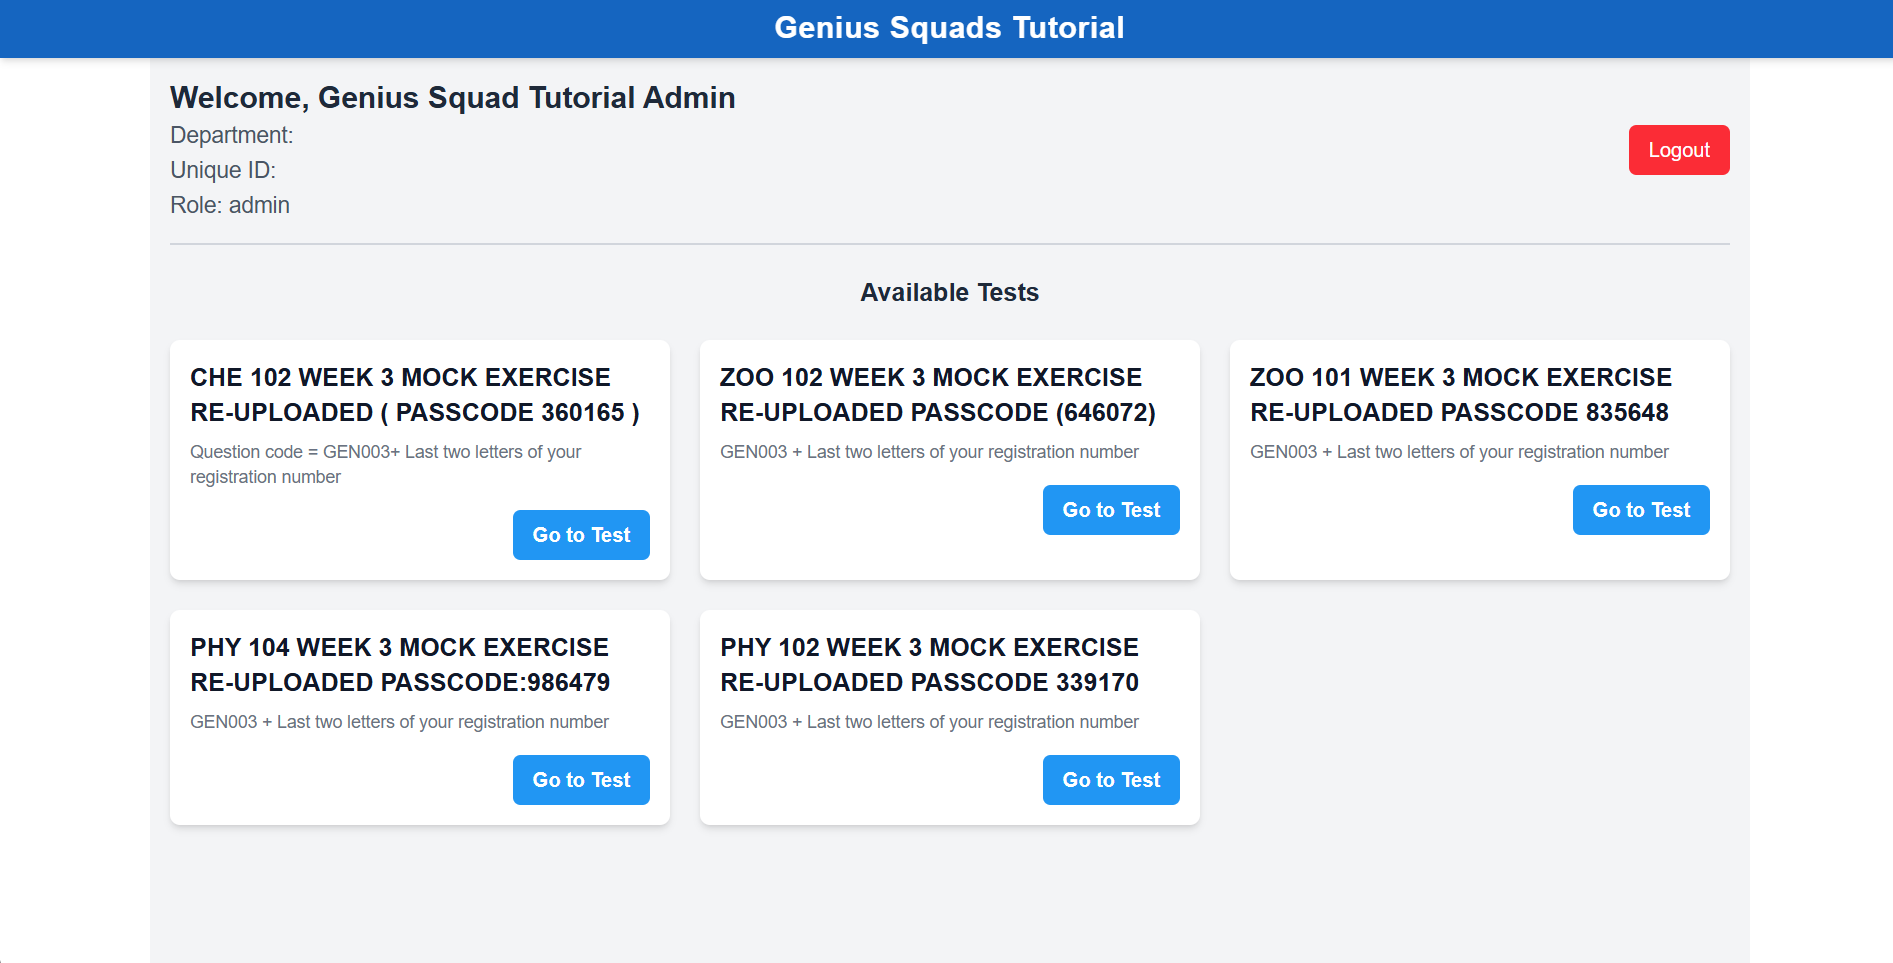 Genius Squads Tutorial
Welcome, Genius Squad Tutorial Admin
Department:
Unique ID:
Role: admin
Logout
Available Tests
CHE 102 WEEK 3 MOCK EXERCISE
RE-UPLOADED ( PASSCODE 360165 )
Question code = GEN003+ Last two letters of your
registration number
Go to Test
ZOO 102 WEEK 3 MOCK EXERCISE
RE-UPLOADED PASSCODE (646072)
GEN003 + Last two letters of your registration number
Go to Test
ZOO 101 WEEK 3 MOCK EXERCISE
RE-UPLOADED PASSCODE 835648
GEN003 + Last two letters of your registration number
Go to Test
PHY 104 WEEK 3 MOCK EXERCISE
RE-UPLOADED PASSCODE:986479
GEN003 + Last two letters of your registration number
Go to Test
PHY 102 WEEK 3 MOCK EXERCISE
RE-UPLOADED PASSCODE 339170
GEN003 + Last two letters of your registration number
Go to Test